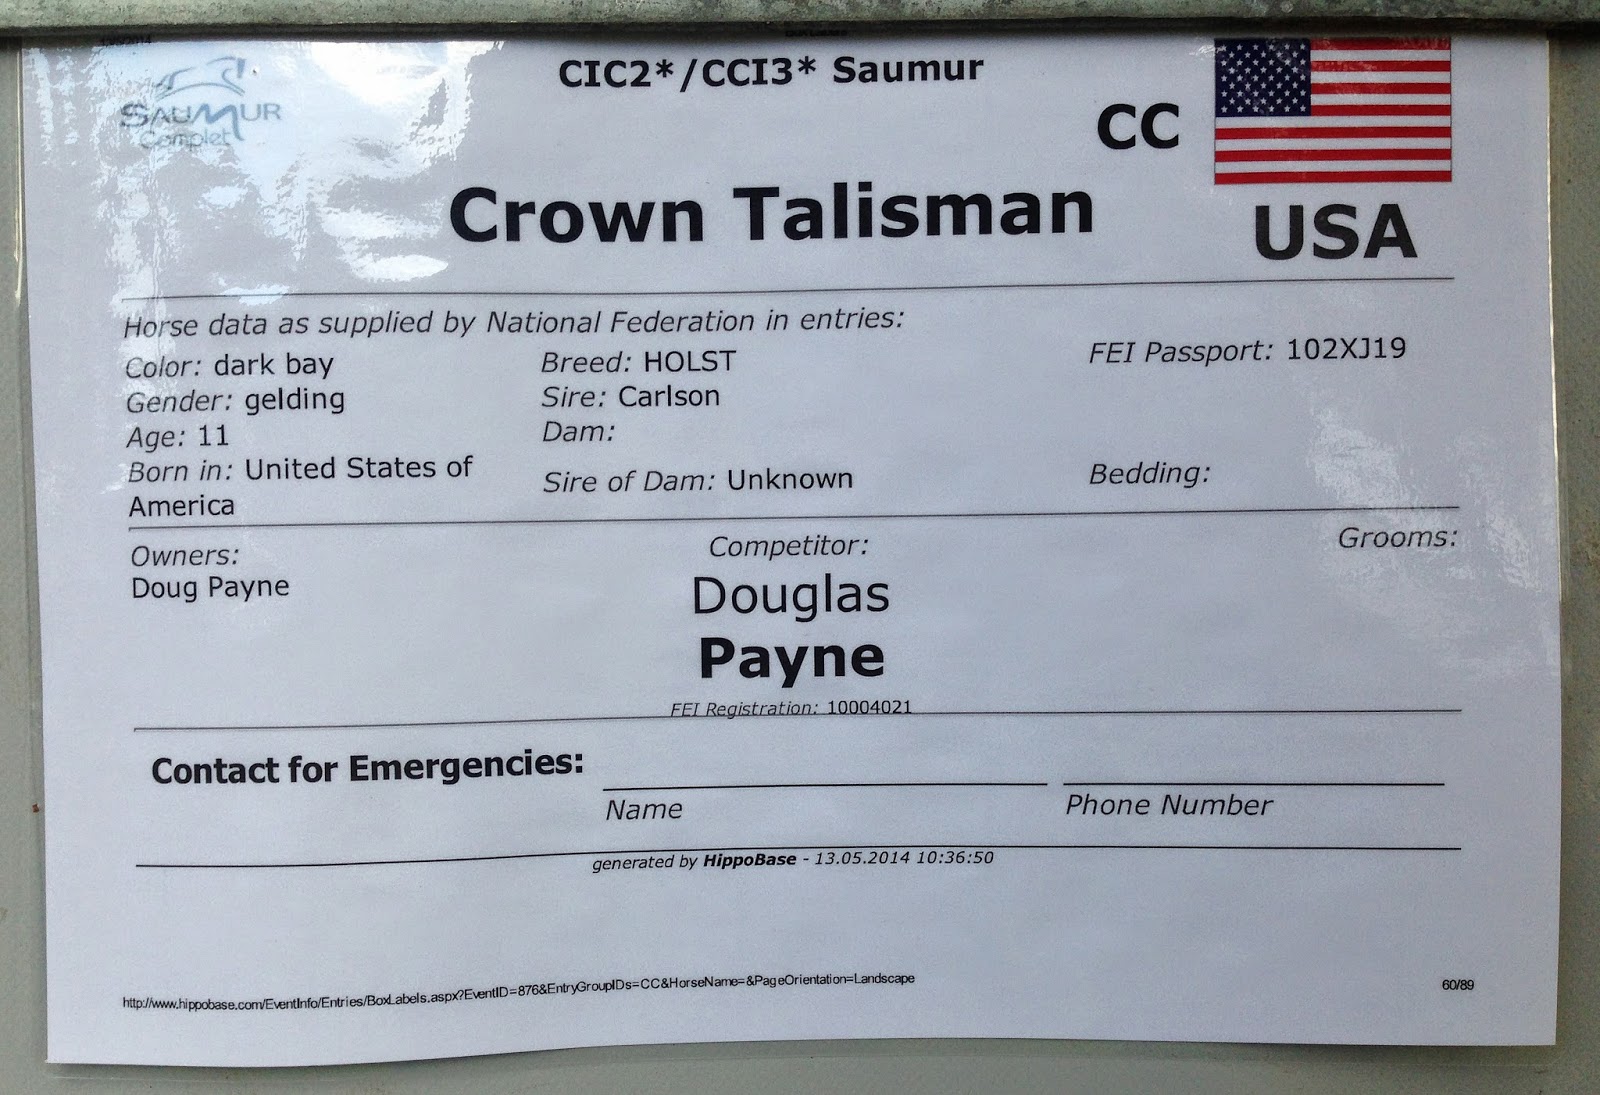 SAUMUR
Complet
CIC2*/CCI3* Saumur
CC
Crown Talisman
USA
Horse data as supplied by National Federation in entries:
Color: dark bay
Breed: HOLST
FEI Passport: 102XJ19
Gender: gelding
Sire: Carlson
Age: 11
Dam:
Born in: United States of
America
Sire of Dam: Unknown
Bedding:
Owners:
Doug Payne
Competitor:
Douglas
Payne
FEI Registration: 10004021
Grooms:
Contact for Emergencies:
Name
Phone Number
generated by HippoBase - 13.05.2014 10:36:50
http://www.hippobase.com/EventInfo/Entries/BoxLabels.aspx?EventID=876&EntryGroupIDs=CC&HorseName=&PageOrientation=Landscape
60/89